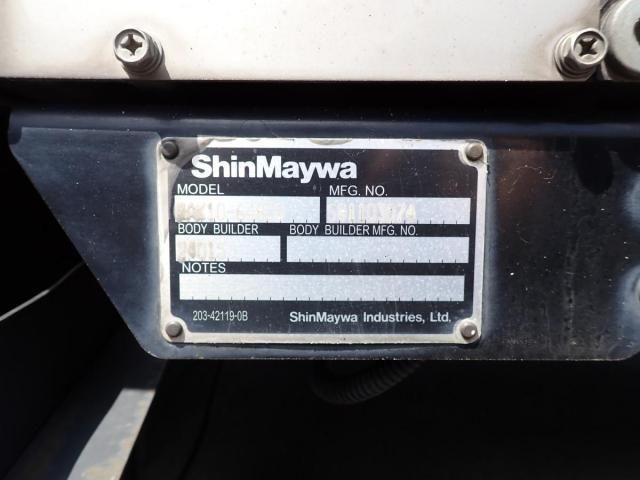 ShinMaywa
MODEL MFG. NO.
BODY BUILDER BODY BUILDER MFG. NO.
NOTES
203-42119-0B ShinMaywa Industries, Ltd.